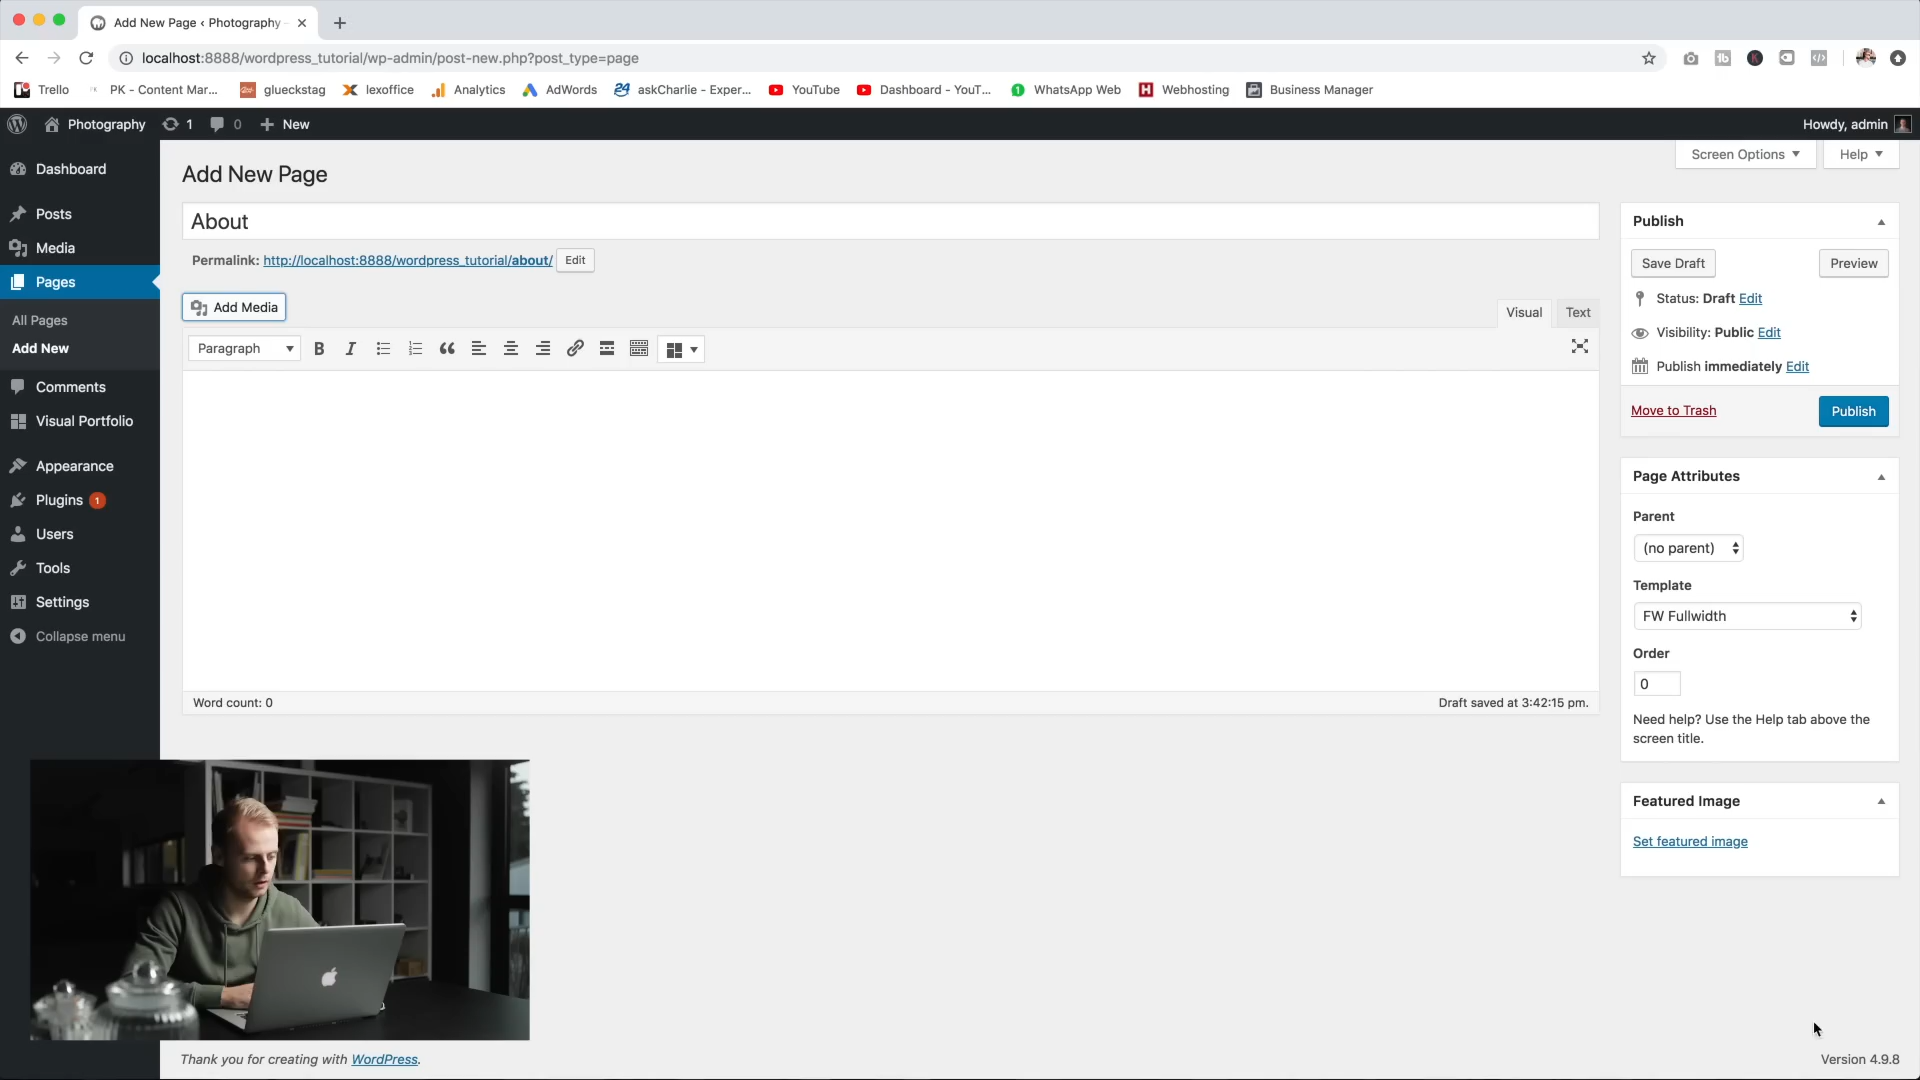 Add New Page ‹ Photography
localhost:8888/wordpress_tutorial/wp-admin/post-new.php?post_type=page
Trello PK - Content Mar... glueckstag lexoffice Analytics AdWords askCharlie - Exper... YouTube Dashboard - YouT... WhatsApp Web Webhosting Business Manager
Photography 1 0 New Howdy, admin
Screen Options Help
Dashboard
Posts
Media
Pages
All Pages
Add New
Comments
Visual Portfolio
Appearance
Plugins 1
Users
Tools
Settings
Collapse menu
Add New Page
About
Permalink: http://localhost:8888/wordpress_tutorial/about/ Edit
Add Media
Visual Text
Paragraph
Word count: 0 Draft saved at 3:42:15 pm.
Publish
Save Draft Preview
Status: Draft Edit
Visibility: Public Edit
Publish immediately Edit
Move to Trash Publish
Page Attributes
Parent
(no parent)
Template
FW Fullwidth
Order
0
Need help? Use the Help tab above the
screen title.
Featured Image
Set featured image
Thank you for creating with WordPress. Version 4.9.8